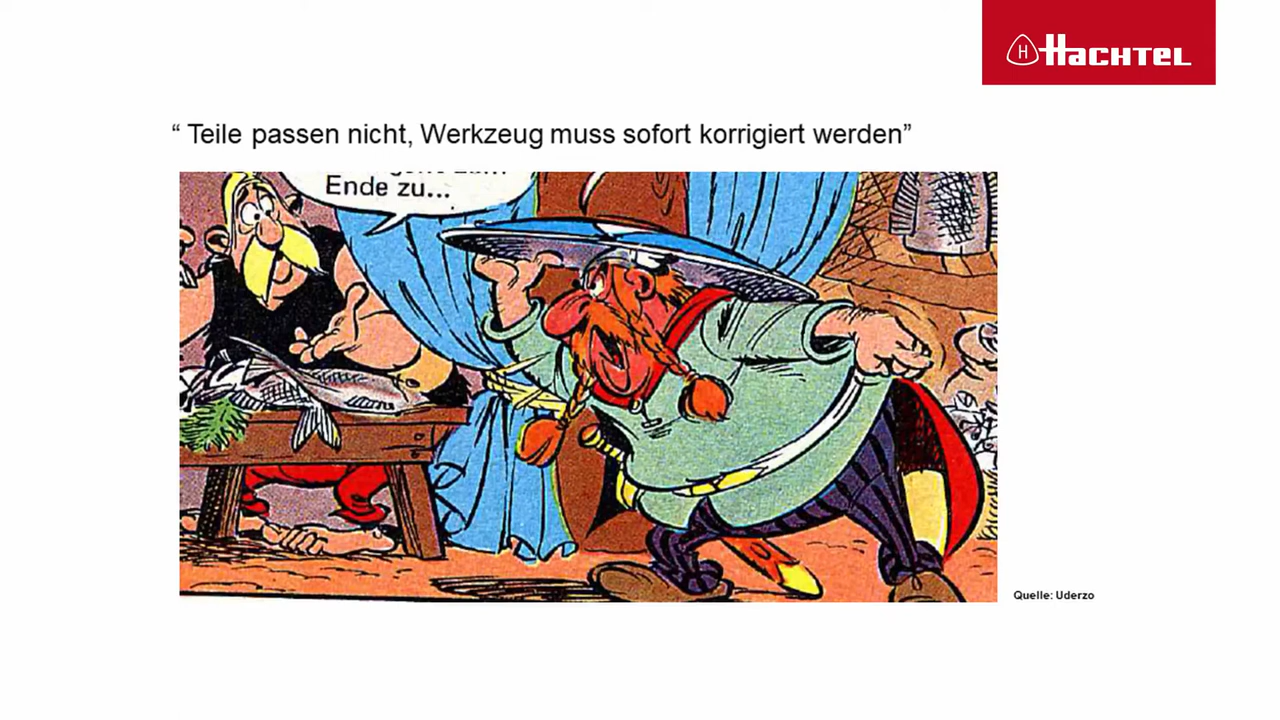 HACHTEL
“ Teile passen nicht, Werkzeug muss sofort korrigiert werden”
Ende zu...
Quelle: Uderzo